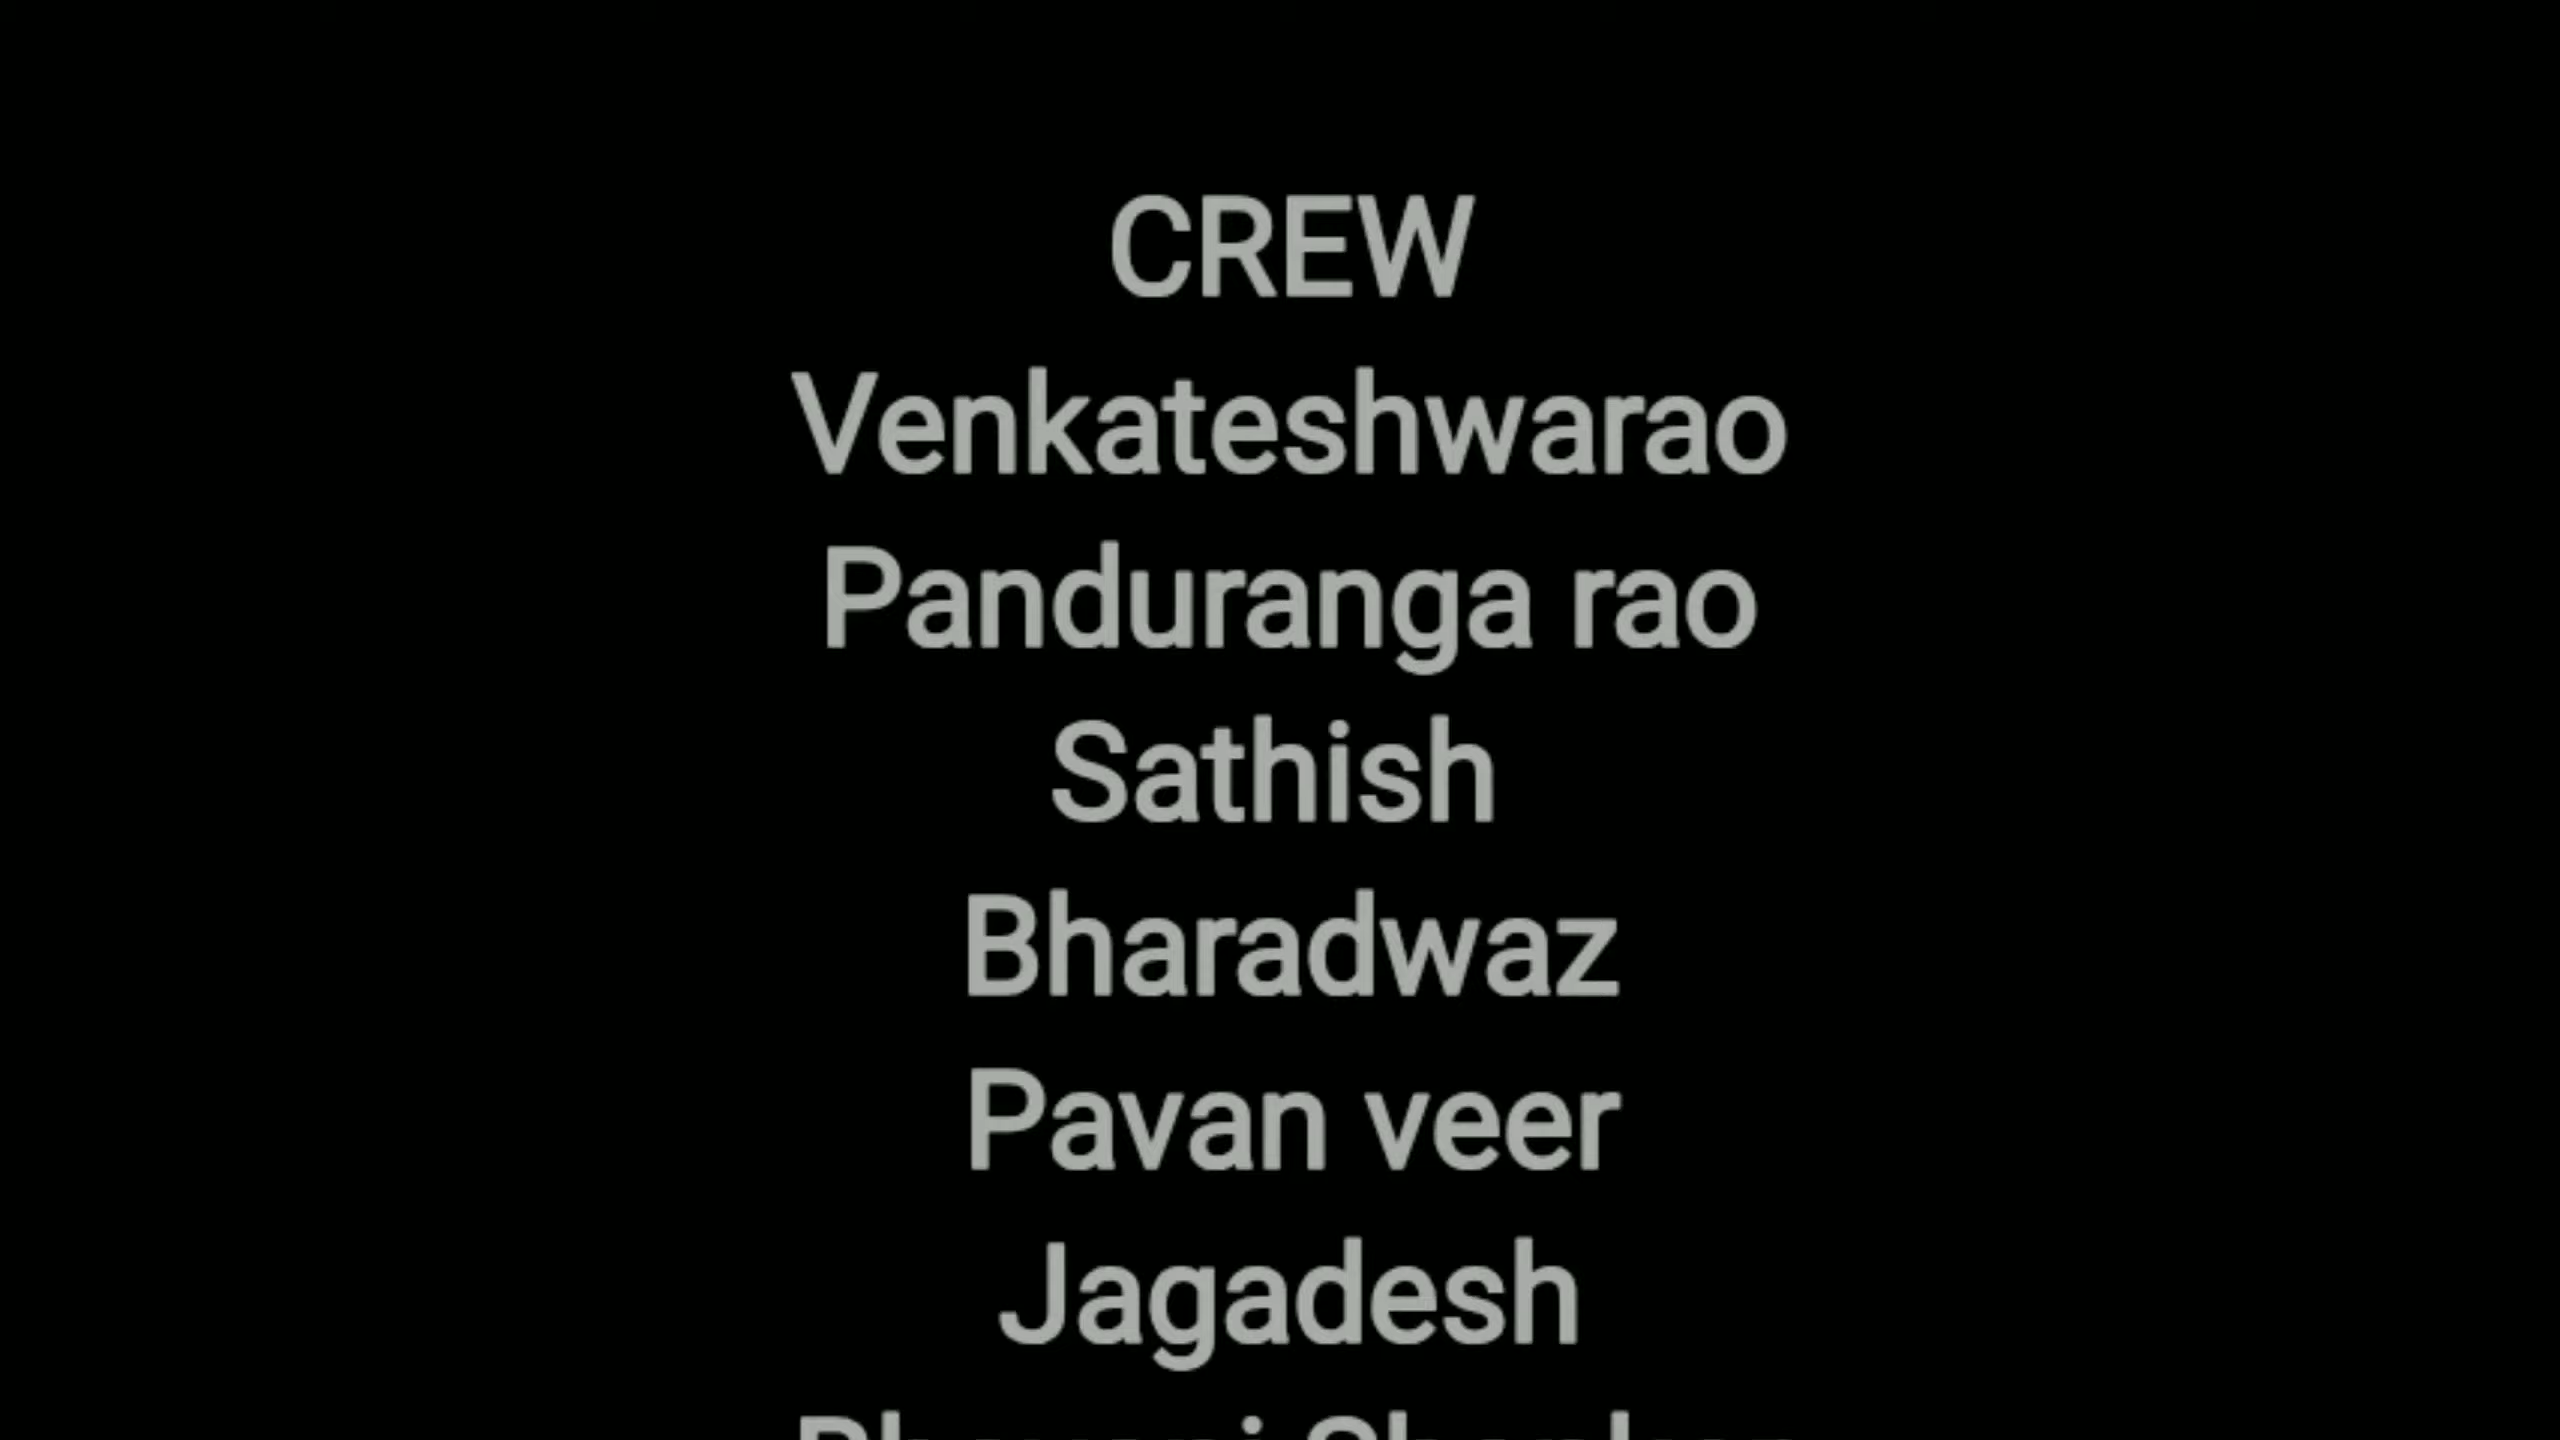 CREW
Venkateshwarao
Panduranga rao
Sathish
Bharadwaz
Pavan veer
Jagadesh